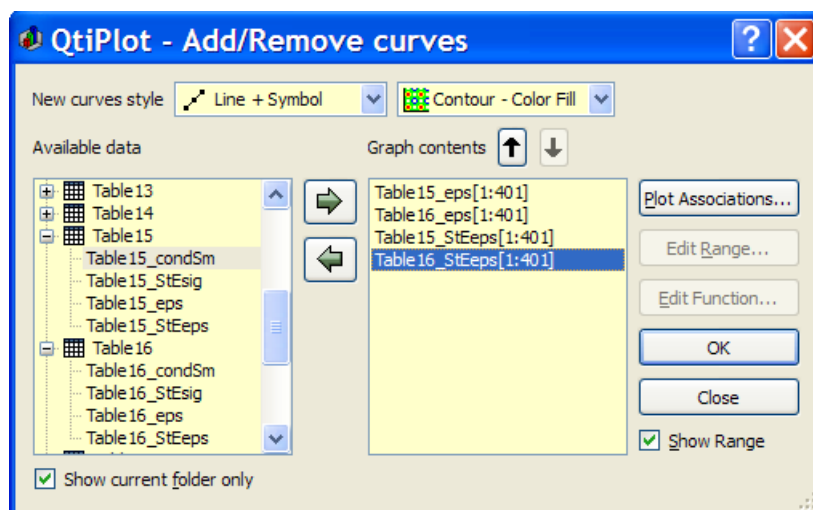 QtiPlot - Add/Remove curves
New curves style
Line + Symbol
Contour - Color Fill
Available data
Graph contents
Table13
Table14
Table15
Table15_condSm
Table15_StEsig
Table15_eps
Table15_StEeps
Table16
Table16_condSm
Table16_StEsig
Table16_eps
Table16_StEeps
Table15_eps[1:401]
Table16_eps[1:401]
Table15_StEeps[1:401]
Table16_StEeps[1:401]
Plot Associations...
Edit Range...
Edit Function...
OK
Close
Show Range
Show current folder only